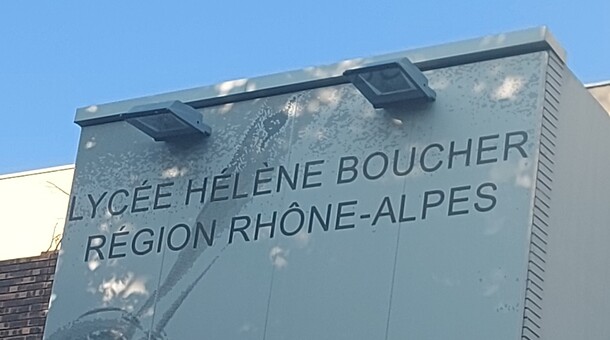 LYCÉE HÉLÈNE BOUCHER
RÉGION RHÔNE-ALPES